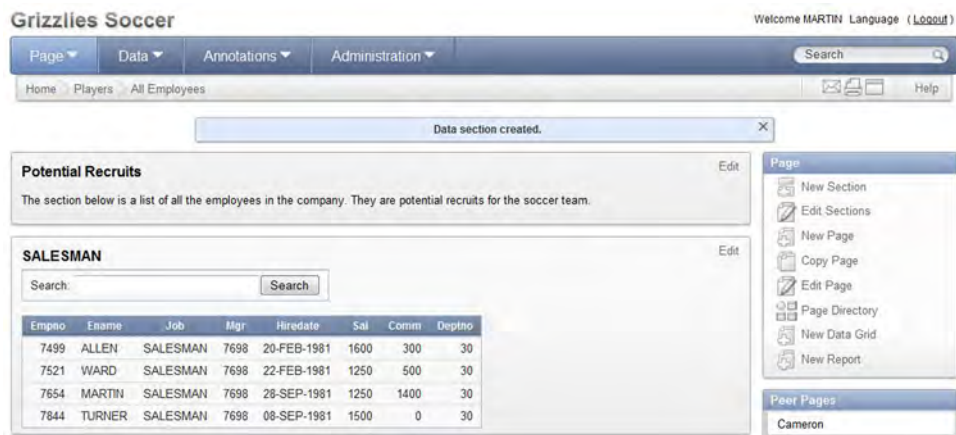 Grizzlies Soccer
Welcome MARTIN Language (Logout)
Page Data Annotations Administration Search
Home Players All Employees Help
Data section created.
Potential Recruits Edit
The section below is a list of all the employees in the company. They are potential recruits for the soccer team.
SALESMAN Edit
Search: Search
Empno Ename Job Mgr Hiredate Sal Comm Deptno
7499 ALLEN SALESMAN 7698 20-FEB-1981 1600 300 30
7521 WARD SALESMAN 7698 22-FEB-1981 1250 500 30
7654 MARTIN SALESMAN 7698 28-SEP-1981 1250 1400 30
7844 TURNER SALESMAN 7698 08-SEP-1981 1500 0 30
Page
New Section
Edit Sections
New Page
Copy Page
Edit Page
Page Directory
New Data Grid
New Report
Peer Pages
Cameron